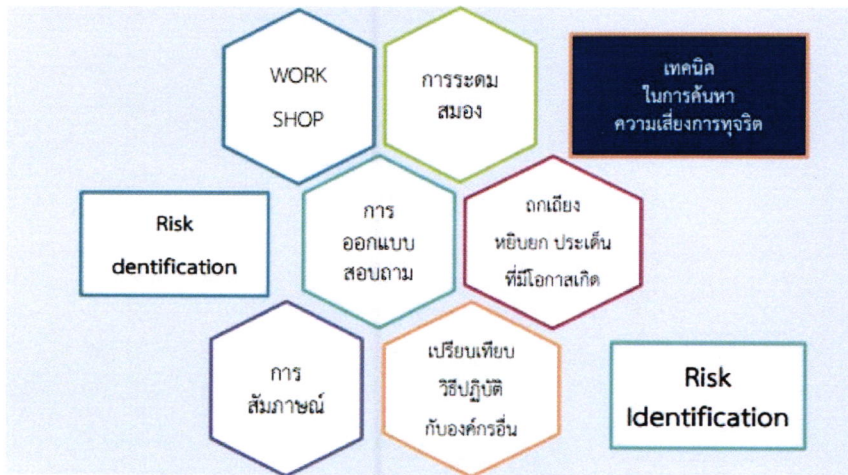 WORK
SHOP
การระดม
สมอง
เทคนิค
ในการค้นหา
ความเสี่ยงการทุจริต
Risk
dentification
การ
ออกแบบ
สอบถาม
ถกเถียง
หยิบยก ประเด็น
ที่มีโอกาสเกิด
การ
สัมภาษณ์
เปรียบเทียบ
วิธีปฏิบัติ
กับองค์กรอื่น
Risk
Identification